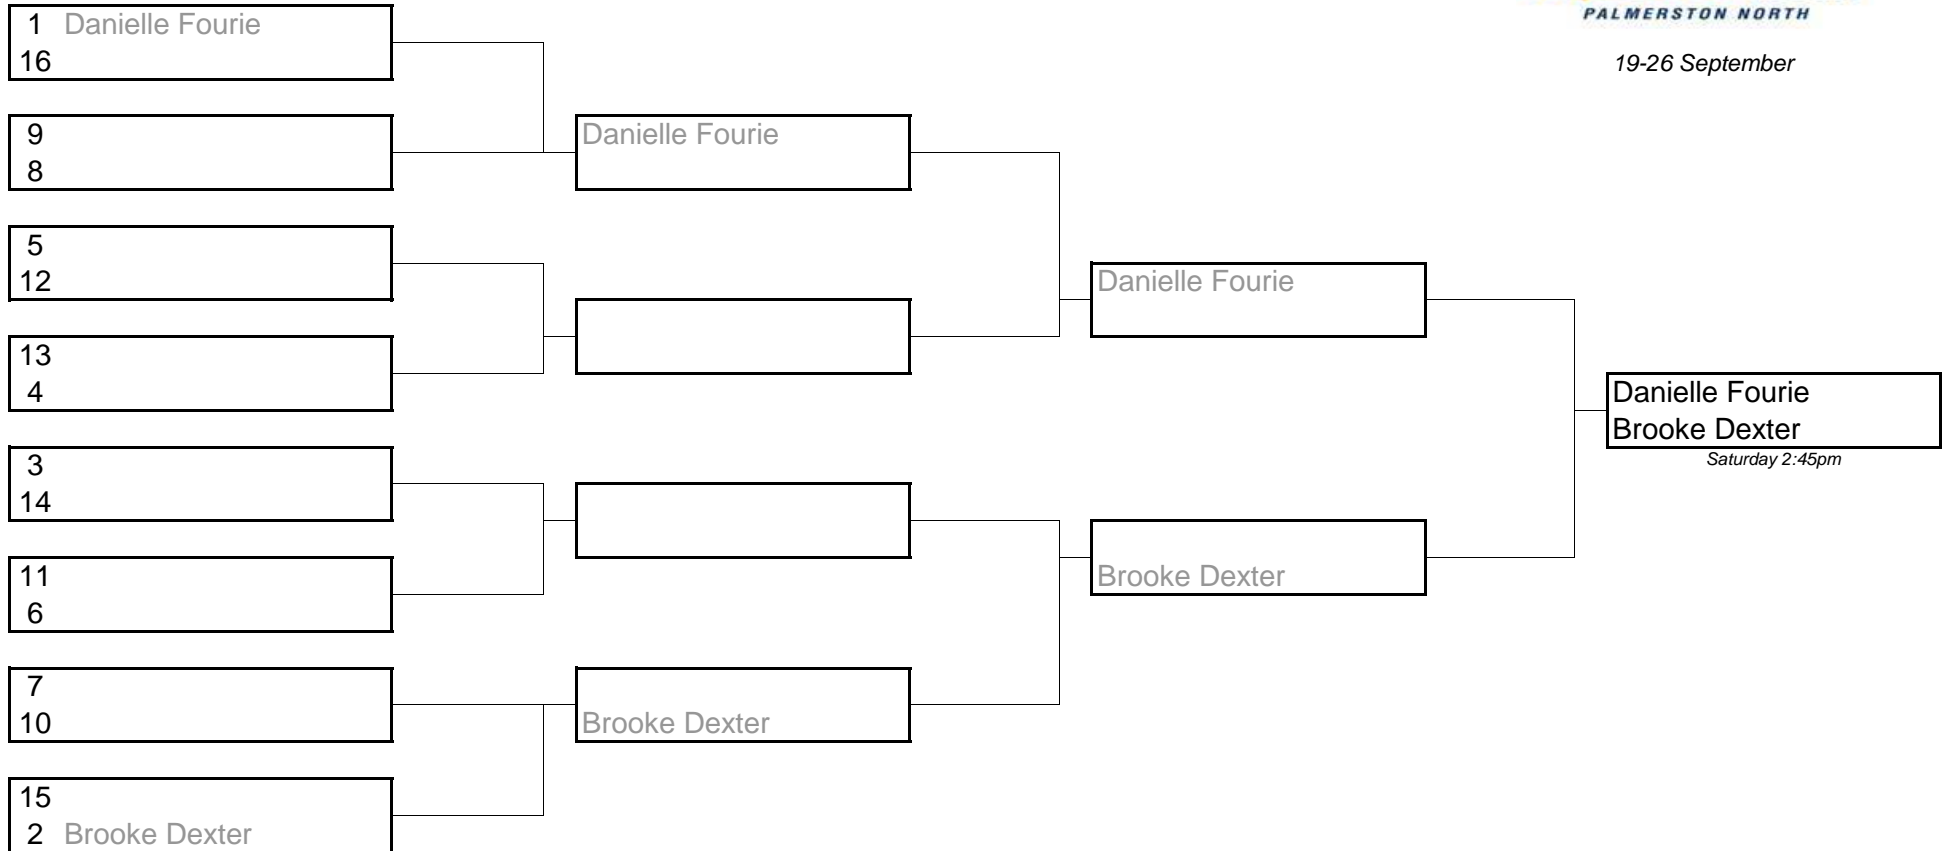 PALMERSTON NORTH
19-26 September
1 Danielle Fourie
16
9
8
5
12
13
4
3
14
11
6
7
10
15
2 Brooke Dexter
Danielle Fourie
Brooke Dexter
Danielle Fourie
Brooke Dexter
Danielle Fourie
Brooke Dexter
Saturday 2:45pm